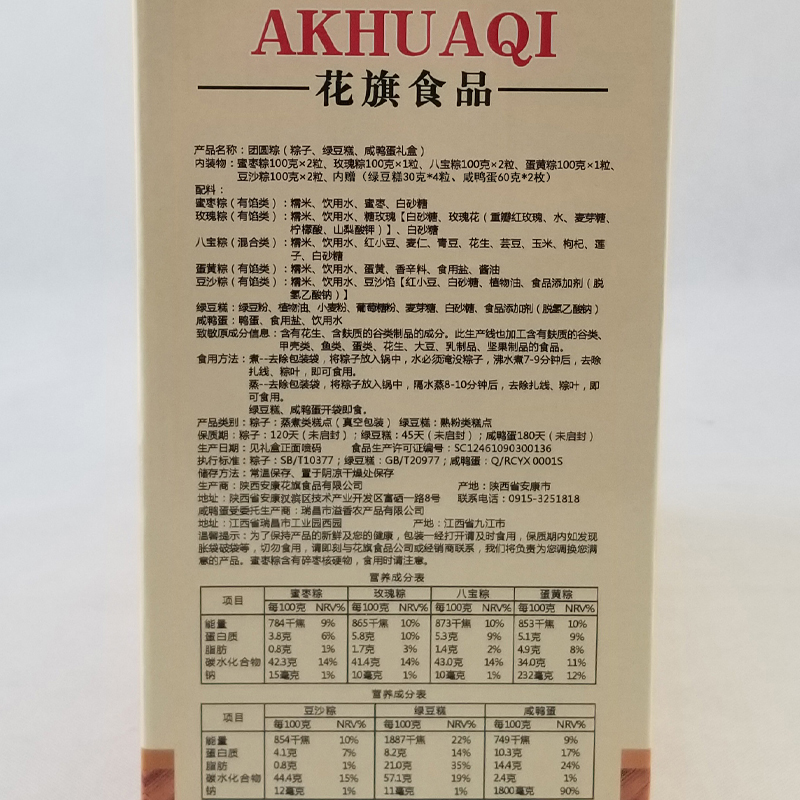 AKHUAQI
花旗食品
产品名称：团圆粽（粽子、绿豆糕、咸鸭蛋礼盒）
内装物：蜜枣粽100克×2粒、玫瑰粽100克×1粒、八宝粽100克×2粒、蛋黄粽100克×1粒、
豆沙粽100克×2粒、内赠（绿豆糕30克*4粒、咸鸭蛋60克*2枚）
配料：
蜜枣粽（有馅类）：糯米、饮用水、蜜枣、白砂糖
玫瑰粽（有馅类）：糯米、饮用水、糖玫瑰【白砂糖、玫瑰花（重瓣红玫瑰、水、麦芽糖、
柠檬酸、山梨酸钾）】、白砂糖
八宝粽（混合类）：糯米、饮用水、红小豆、麦仁、青豆、花生、芸豆、玉米、枸杞、莲
子、白砂糖
蛋黄粽（有馅类）：糯米、饮用水、蛋黄、香辛料、食用盐、酱油
豆沙粽（有馅类）：糯米、饮用水、豆沙馅【红小豆、白砂糖、植物油、食品添加剂（脱
氢乙酸钠）】
绿豆糕：绿豆粉、植物油、小麦粉、葡萄糖粉、麦芽糖、白砂糖、食品添加剂（脱氢乙酸钠）
咸鸭蛋：鸭蛋、食用盐、饮用水
致敏原成分信息：含有花生、含麸质的谷类制品的成分。此生产线也加工含有麸质的谷类、
甲壳类、鱼类、蛋类、花生、大豆、乳制品、坚果制品的食品。
食用方法：煮--去除包装袋，将粽子放入锅中，水必须淹没粽子，沸水煮7-9分钟后，去除
扎线、粽叶，即可食用。
蒸--去除包装袋，将粽子放入锅中，隔水蒸8-10分钟后，去除扎线、粽叶，即
可食用。
绿豆糕、咸鸭蛋开袋即食。
产品类别：粽子：蒸煮类糕点（真空包装） 绿豆糕：熟粉类糕点
保质期：粽子：120天（未启封）；绿豆糕：45天（未启封）；咸鸭蛋180天（未启封）
生产日期：见礼盒正面喷码 食品生产许可证编号：SC12461090300136
执行标准：粽子：SB/T10377；绿豆糕：GB/T20977；咸鸭蛋：Q/RCYX 0001S
储存方法：常温保存、置于阴凉干燥处保存
生产商：陕西安康花旗食品有限公司 产地：陕西省安康市
地址：陕西省安康汉滨区技术产业开发区富硒一路8号 联系电话：0915-3251818
咸鸭蛋受委托生产商：瑞昌市溢香农产品有限公司
地址：江西省瑞昌市工业园西园 产地：江西省九江市
温馨提示：为了保持产品的新鲜及您的健康，包装一经打开请及时食用，保质期内如发现
胀袋破袋等，切勿食用，请即刻与花旗食品公司或经销商联系，我们将负责为您调换您满
意的产品。蜜枣粽含有碎枣核硬物，食用时请注意。
营养成分表
项目 蜜枣粽 玫瑰粽 八宝粽 蛋黄粽
每100克 NRV% 每100克 NRV% 每100克 NRV% 每100克 NRV%
能量 784千焦 9% 865千焦 10% 873千焦 10% 853千焦 10%
蛋白质 3.8克 6% 5.8克 10% 5.3克 9% 5.1克 9%
脂肪 0.8克 1% 1.7克 3% 1.4克 2% 4.9克 8%
碳水化合物 42.3克 14% 41.4克 14% 43.0克 14% 34.0克 11%
钠 15毫克 1% 10毫克 1% 10毫克 1% 232毫克 12%
营养成分表
项目 豆沙粽 绿豆糕 咸鸭蛋
每100克 NRV% 每100克 NRV% 每100克 NRV%
能量 854千焦 10% 1887千焦 22% 749千焦 9%
蛋白质 4.1克 7% 8.2克 14% 10.3克 17%
脂肪 0.8克 1% 21.0克 35% 14.4克 24%
碳水化合物 44.4克 15% 57.1克 19% 2.4克 1%
钠 12毫克 1% 11毫克 1% 1800毫克 90%